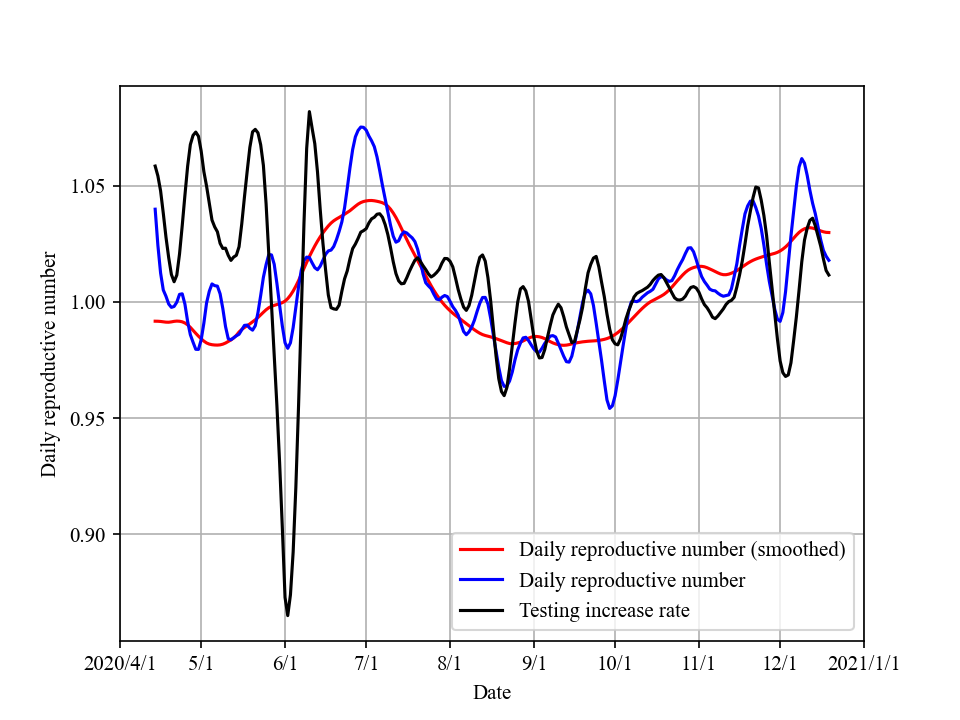 1.05
1.00
0.95
0.90
Daily reproductive number
Daily reproductive number (smoothed)
Daily reproductive number
Testing increase rate
2020/4/1 5/1 6/1 7/1 8/1 9/1 10/1 11/1 12/1 2021/1/1
Date